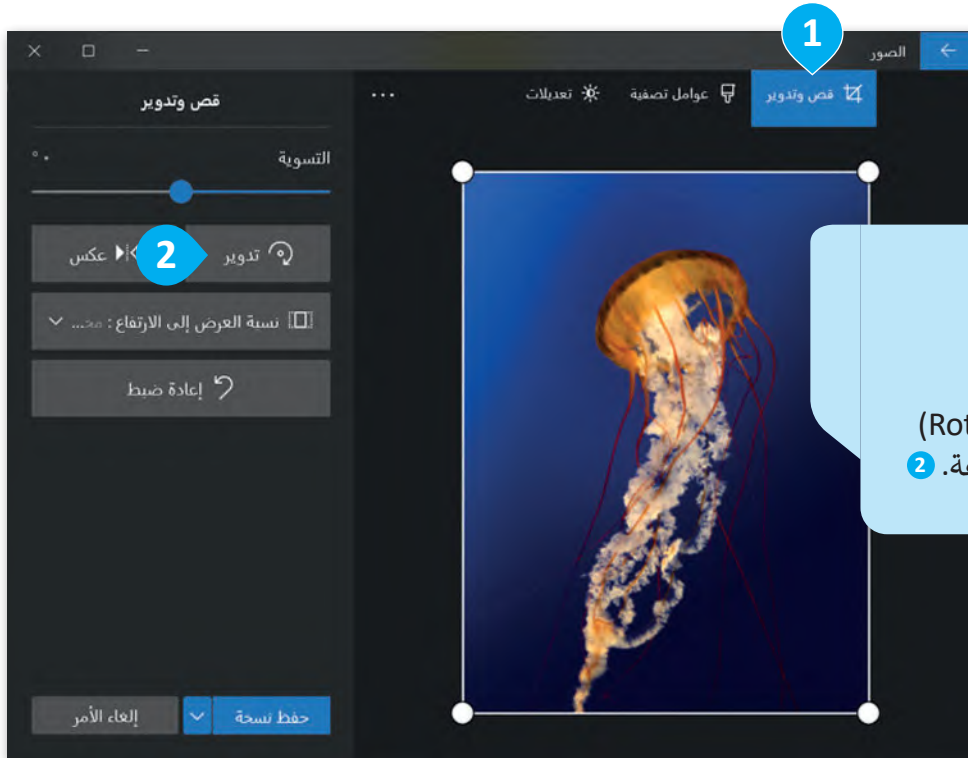 1
الصور
قص وتدوير
عوامل تصفية
تعديلات
...
قص وتدوير
التسوية
٠°
تدوير
2
عكس
نسبة العرض إلى الارتفاع : مخ...
إعادة ضبط
(Rot
2
حفظ نسخة
إلغاء الأمر